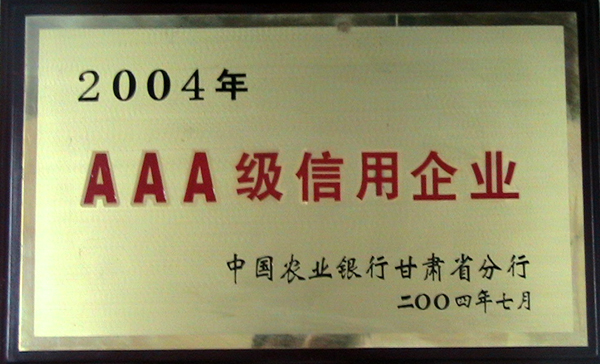 2004年
AAA级信用企业
中国农业银行甘肃省分行
二00四年七月